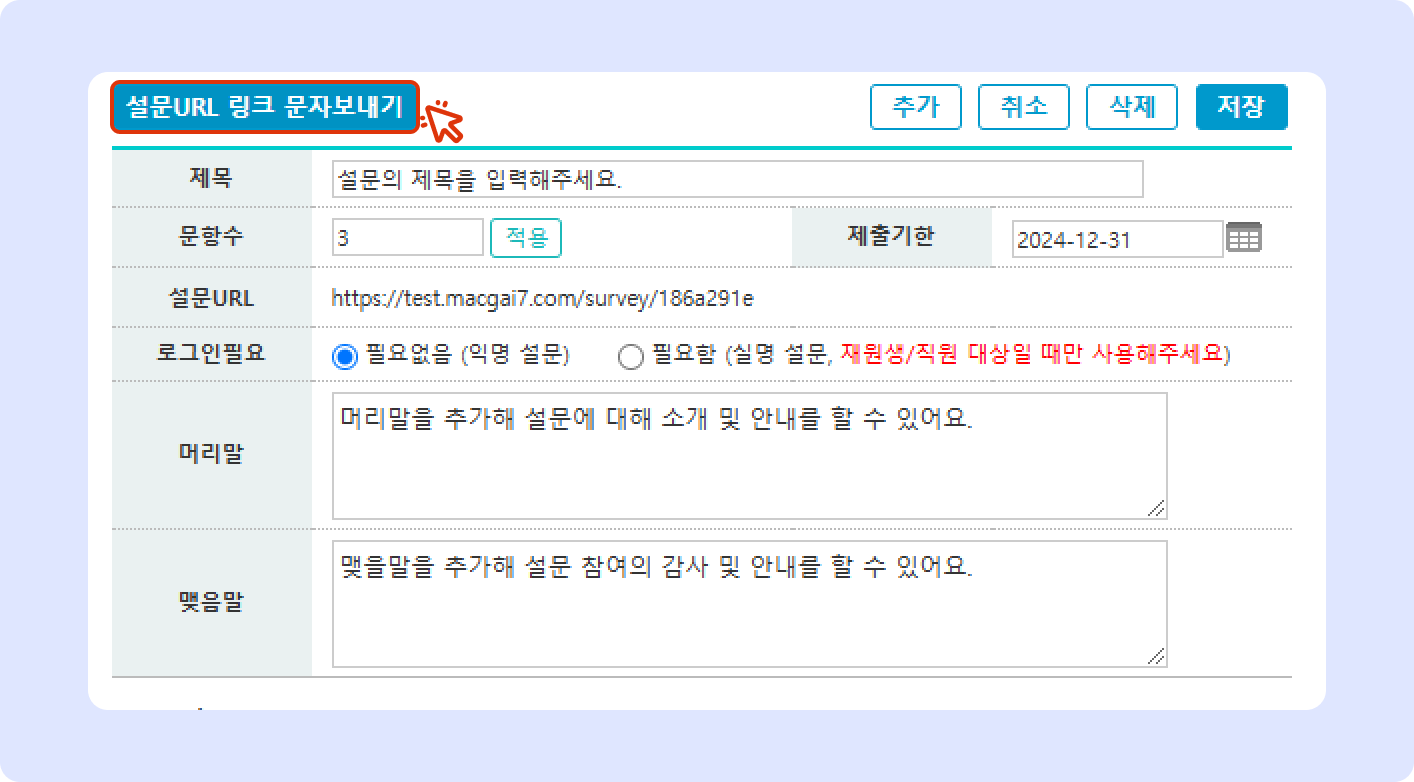 설문URL 링크 문자보내기
추가 취소 삭제 저장
제목 설문의 제목을 입력해주세요.
문항수 3 적용 제출기한 2024-12-31
설문URL https://test.macgai7.com/survey/186a291e
로그인필요 필요없음 (익명 설문) 필요함 (실명 설문, 재원생/직원 대상일 때만 사용해주세요)
머리말 머리말을 추가해 설문에 대해 소개 및 안내를 할 수 있어요.
맺음말 맺을말을 추가해 설문 참여의 감사 및 안내를 할 수 있어요.